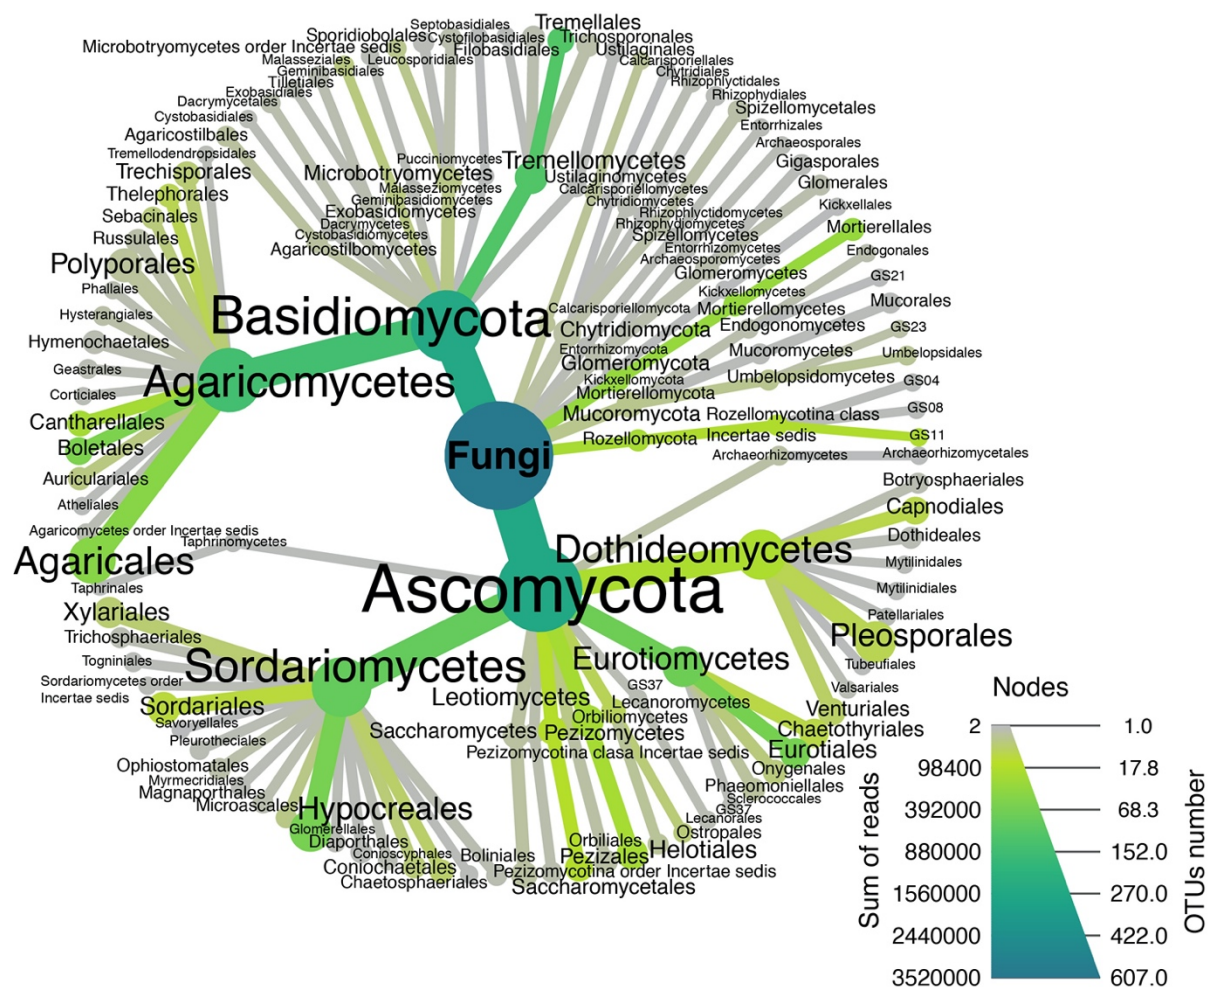 Tremellales
Septobasidiales
Sporidiobolales
Cystofilobasidiales
Trichosporonales
Microbotryomycetes order Incertae sedis
Filobasidiales
Ustilaginales
Malasseziales
Leucosporidiales
Calcarisporiellales
Geminibasidiales
Chytridiales
Tilletiales
Rhizophlyctidales
Exobasidiales
Rhizophydiales
Dacrymycetales
Spizellomycetales
Cystobasidiales
Entorrhizales
Agaricostilbales
Archaeosporales
Tremellodendropsidales
Pucciniomycetes
Tremellomycetes
Gigasporales
Trechisporales
Microbotryomycetes
Ustilaginomycetes
Glomerales
Thelephorales
Malasseziomycetes
Calcarisporiellomycetes
Geminibasidiomycetes
Chytridiomycetes
Kickxellales
Sebacinales
Exobasidiomycetes
Rhizophlyctidomycetes
Dacrymycetes
Rhizophydiomycetes
Mortierellales
Russulales
Cystobasidiomycetes
Spizellomycetes
Agaricostilbomycetes
Entorrhizomycetes
Endogonales
Archaeosporomycetes
Polyporales
Glomeromycetes
GS21
Phallales
Kickxellomycetes
Mucorales
Hysterangiales
Basidiomycota
Calcarisporiellomycota
Mortierellomycetes
Chytridiomycota
Endogonomycetes
GS23
Hymenochaetales
Entorrhizomycota
Mucoromycetes
Umbelopsidales
Glomeromycota
Geastrales
Agaricomycetes
Kickxellomycota
Umbelopsidomycetes
GS04
Corticiales
Mortierellomycota
GS08
Cantharellales
Mucoromycota
Rozellomycotina class
Incertae sedis
Rozellomycota
GS11
Boletales
Fungi
Archaeorhizomycetes
Archaeorhizomycetales
Auriculariales
Botryosphaeriales
Atheliales
Capnodiales
Agaricomycetes order Incertae sedis
Dothideales
Taphrinomycetes
Dothideomycetes
Agaricales
Mytilinidales
Taphrinales
Ascomycota
Mytilinidiales
Xylariales
Patellariales
Trichosphaeriales
Pleosporales
Togniniales
Sordariomycetes
Eurotiomycetes
Tubeufiales
Sordariomycetes order
Incertae sedis
GS37
Valsariales
Sordariales
Leotiomycetes
Lecanoromycetes
Venturiales
Savoryellales
Orbiliomycetes
Saccharomycetes
Pezizomycetes
Chaetothyriales
Pleurotheciales
Pezizomycotina clasa Incertae sedis
Eurotiales
Ophiostomatales
Onygenales
Myrmecridiales
Phaeomoniellales
Magnaporthales
Sclerococcales
Microascales
Hypocreales
GS37
Lecanorales
Glomerellales
Ostropales
Diaporthales
Orbiliales
Helotiales
Conioscyphales
Boliniales
Pezizales
Coniochaetales
Pezizomycotina order Incertae sedis
Chaetosphaeriales
Saccharomycetales
Nodes
2 1.0
98400 17.8
392000 68.3
880000 152.0
1560000 270.0
2440000 422.0
3520000 607.0
Sum of reads
OTUs number